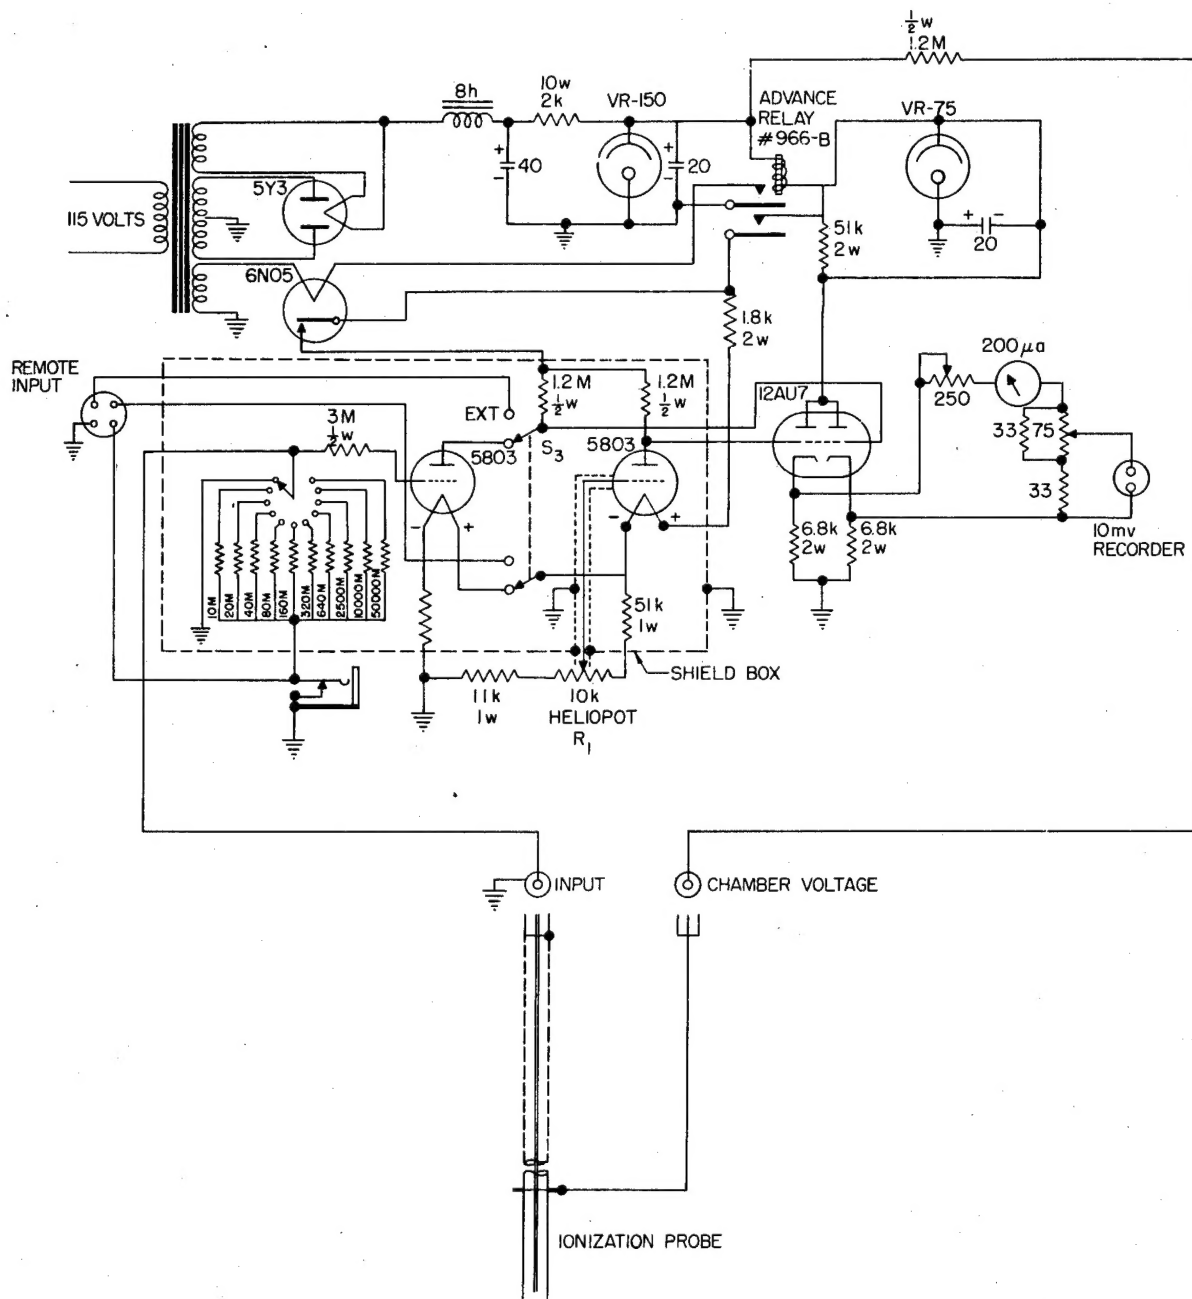 ½w
1.2M
8h
10w
2k
VR-150
ADVANCE
RELAY
#966-B
VR-75
+
40
-
+
20
-
5Y3
115 VOLTS
51k
2w
+ -
20
6N05
1.8k
2w
REMOTE
INPUT
200 μa
3M
½w
EXT
1.2M
½w
1.2M
½w
12AU7
250
33
75
5803
S3
5803
33
- +
- +
6.8k
2w
6.8k
2w
10mv
RECORDER
10M
20M
40M
80M
160M
320M
640M
2500M
10000M
50000M
51k
1w
SHIELD BOX
11k
1w
10k
HELIOPOT
R1
INPUT
CHAMBER VOLTAGE
IONIZATION PROBE